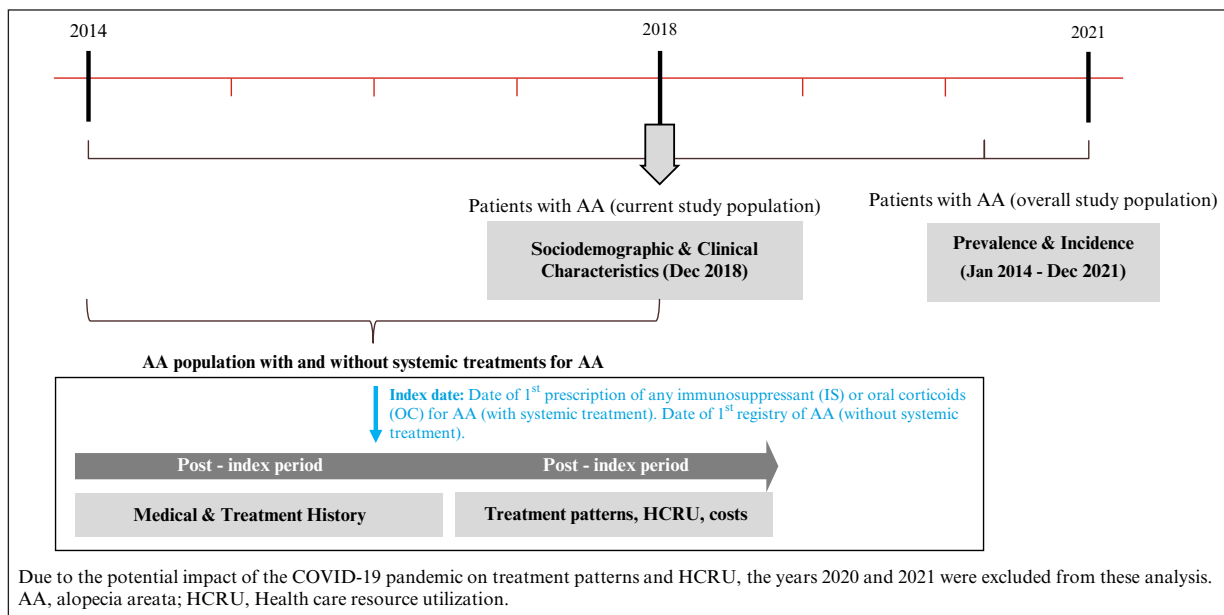 2014
2018
2021
Patients with AA (current study population)
Sociodemographic & Clinical
Characteristics (Dec 2018)
Patients with AA (overall study population)
Prevalence & Incidence
(Jan 2014 - Dec 2021)
AA population with and without systemic treatments for AA
Index date: Date of 1st prescription of any immunosuppressant (IS) or oral corticoids
(OC) for AA (with systemic treatment). Date of 1st registry of AA (without systemic
treatment).
Post - index period
Post - index period
Medical & Treatment History
Treatment patterns, HCRU, costs
Due to the potential impact of the COVID-19 pandemic on treatment patterns and HCRU, the years 2020 and 2021 were excluded from these analysis.
AA, alopecia areata; HCRU, Health care resource utilization.